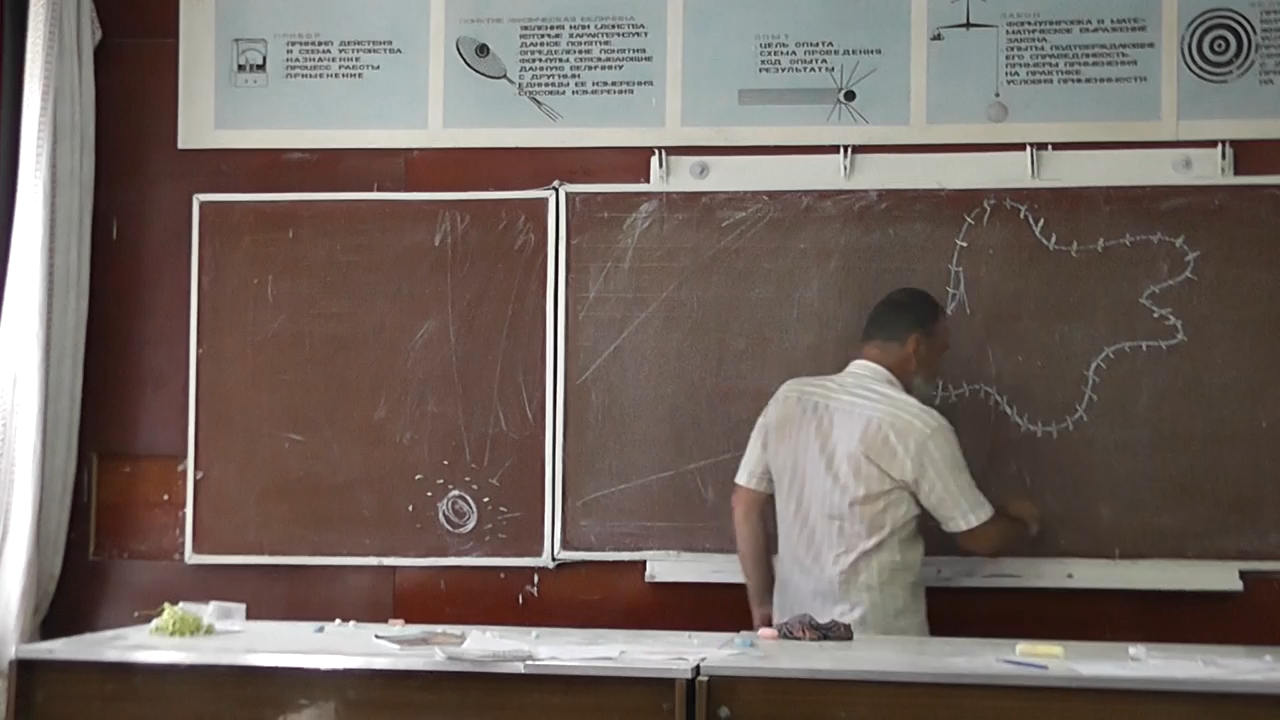 ПРИБОР
ПРИНЦИП ДЕЙСТВИЯ
И СХЕМА УСТРОЙСТВА
НАЗНАЧЕНИЕ
ПРОЦЕСС РАБОТЫ
ПРИМЕНЕНИЕ
ПОНЯТИЕ ФИЗИЧЕСКАЯ ВЕЛИЧИНА
ЯВЛЕНИЯ ИЛИ СВОЙСТВА,
КОТОРЫЕ ХАРАКТЕРИЗУЕТ
ДАННОЕ ПОНЯТИЕ.
ОПРЕДЕЛЕНИЕ ПОНЯТИЯ.
ФОРМУЛЫ, СВЯЗЫВАЮЩИЕ
ДАННУЮ ВЕЛИЧИНУ
С ДРУГИМИ.
ЕДИНИЦЫ ЕЕ ИЗМЕРЕНИЯ.
СПОСОБЫ ИЗМЕРЕНИЯ
ОПЫТ
ЦЕЛЬ ОПЫТА
СХЕМА ПРОВЕДЕНИЯ
ХОД ОПЫТА
РЕЗУЛЬТАТЫ
ЗАКОН
ФОРМУЛИРОВКА И МАТЕ-
МАТИЧЕСКОЕ ВЫРАЖЕНИЕ
ЗАКОНА.
ОПЫТЫ, ПОДТВЕРЖДАЮЩИЕ
ЕГО СПРАВЕДЛИВОСТЬ.
ПРИМЕРЫ ПРИМЕНЕНИЯ
НА ПРАКТИКЕ.
УСЛОВИЯ ПРИМЕНИМОСТИ